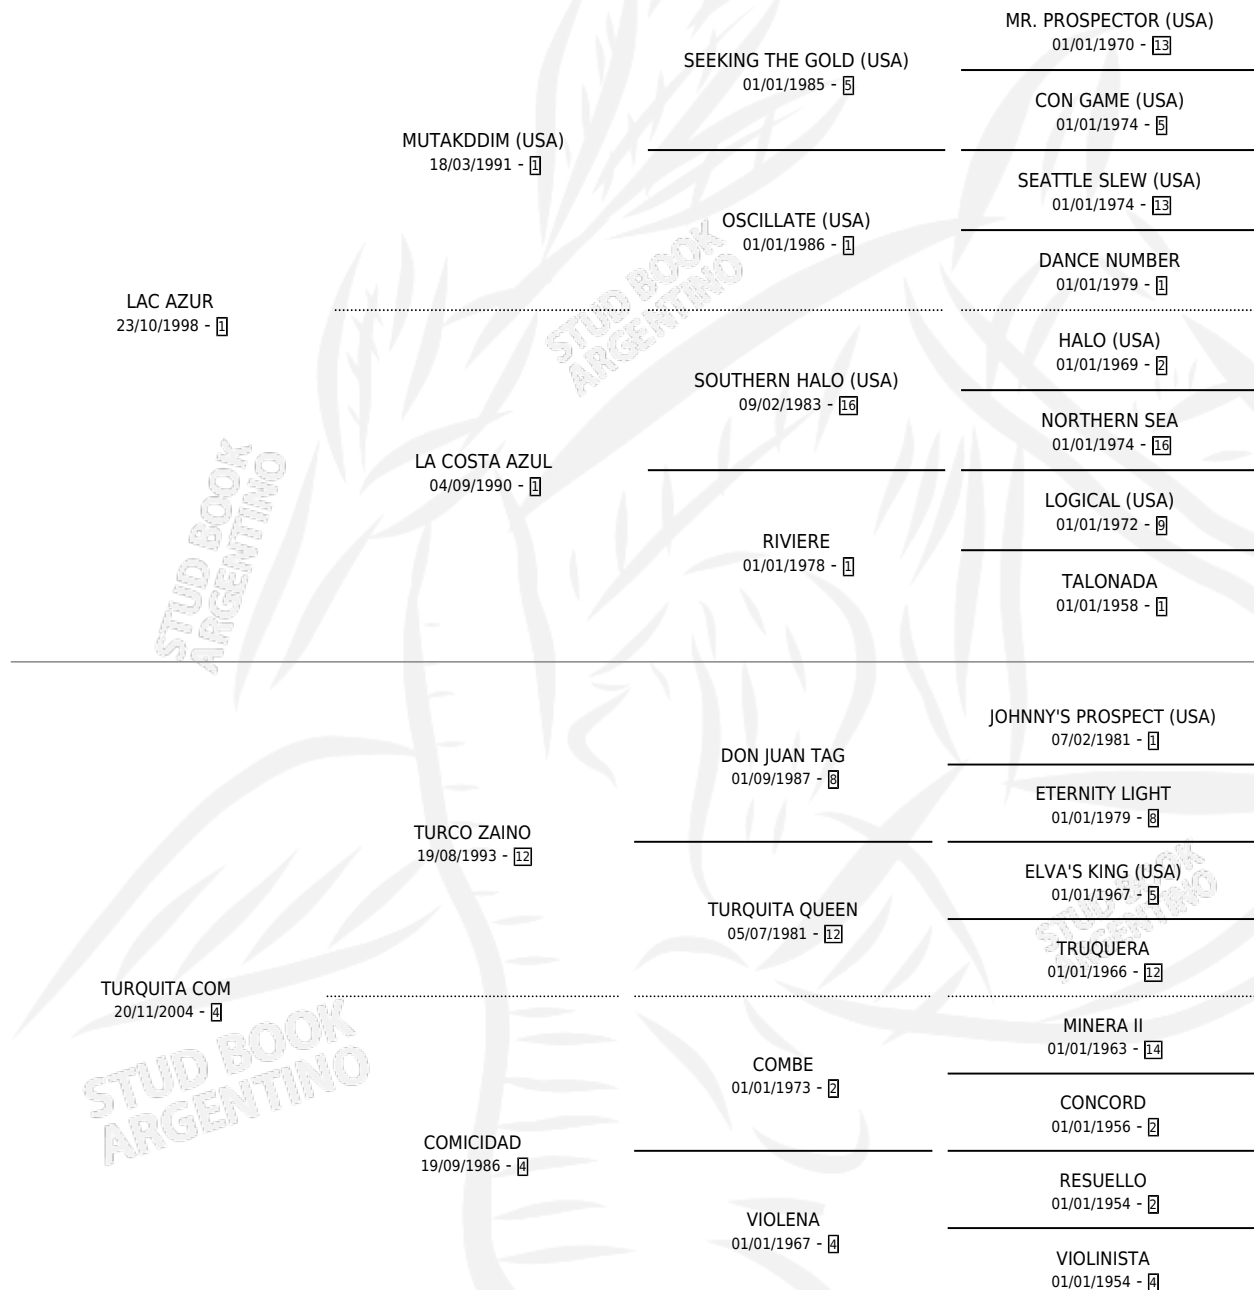 MR. PROSPECTOR (USA)
01/01/1970 - 13
SEEKING THE GOLD (USA)
01/01/1985 - 5
CON GAME (USA)
01/01/1974 - 5
MUTAKDDIM (USA)
18/03/1991 - 1
SEATTLE SLEW (USA)
01/01/1974 - 13
OSCILLATE (USA)
01/01/1986 - 1
DANCE NUMBER
01/01/1979 - 1
LAC AZUR
23/10/1998 - 1
HALO (USA)
01/01/1969 - 2
SOUTHERN HALO (USA)
09/02/1983 - 16
NORTHERN SEA
01/01/1974 - 16
LA COSTA AZUL
04/09/1990 - 1
LOGICAL (USA)
01/01/1972 - 9
RIVIERE
01/01/1978 - 1
TALONADA
01/01/1958 - 1
JOHNNY'S PROSPECT (USA)
07/02/1981 - 1
DON JUAN TAG
01/09/1987 - 8
ETERNITY LIGHT
01/01/1979 - 8
TURCO ZAINO
19/08/1993 - 12
ELVA'S KING (USA)
01/01/1967 - 5
TURQUITA QUEEN
05/07/1981 - 12
TRUQUERA
01/01/1966 - 12
TURQUITA COM
20/11/2004 - 4
MINERA II
01/01/1963 - 14
COMBE
01/01/1973 - 2
CONCORD
01/01/1956 - 2
COMICIDAD
19/09/1986 - 4
RESUELLO
01/01/1954 - 2
VIOLENA
01/01/1967 - 4
VIOLINISTA
01/01/1954 - 4
STUD BOOK
ARGENTINO
STUD BOOK
ARGENTINO
STUD BOOK
ARGENTINO
STUD BOOK
ARGENTINO